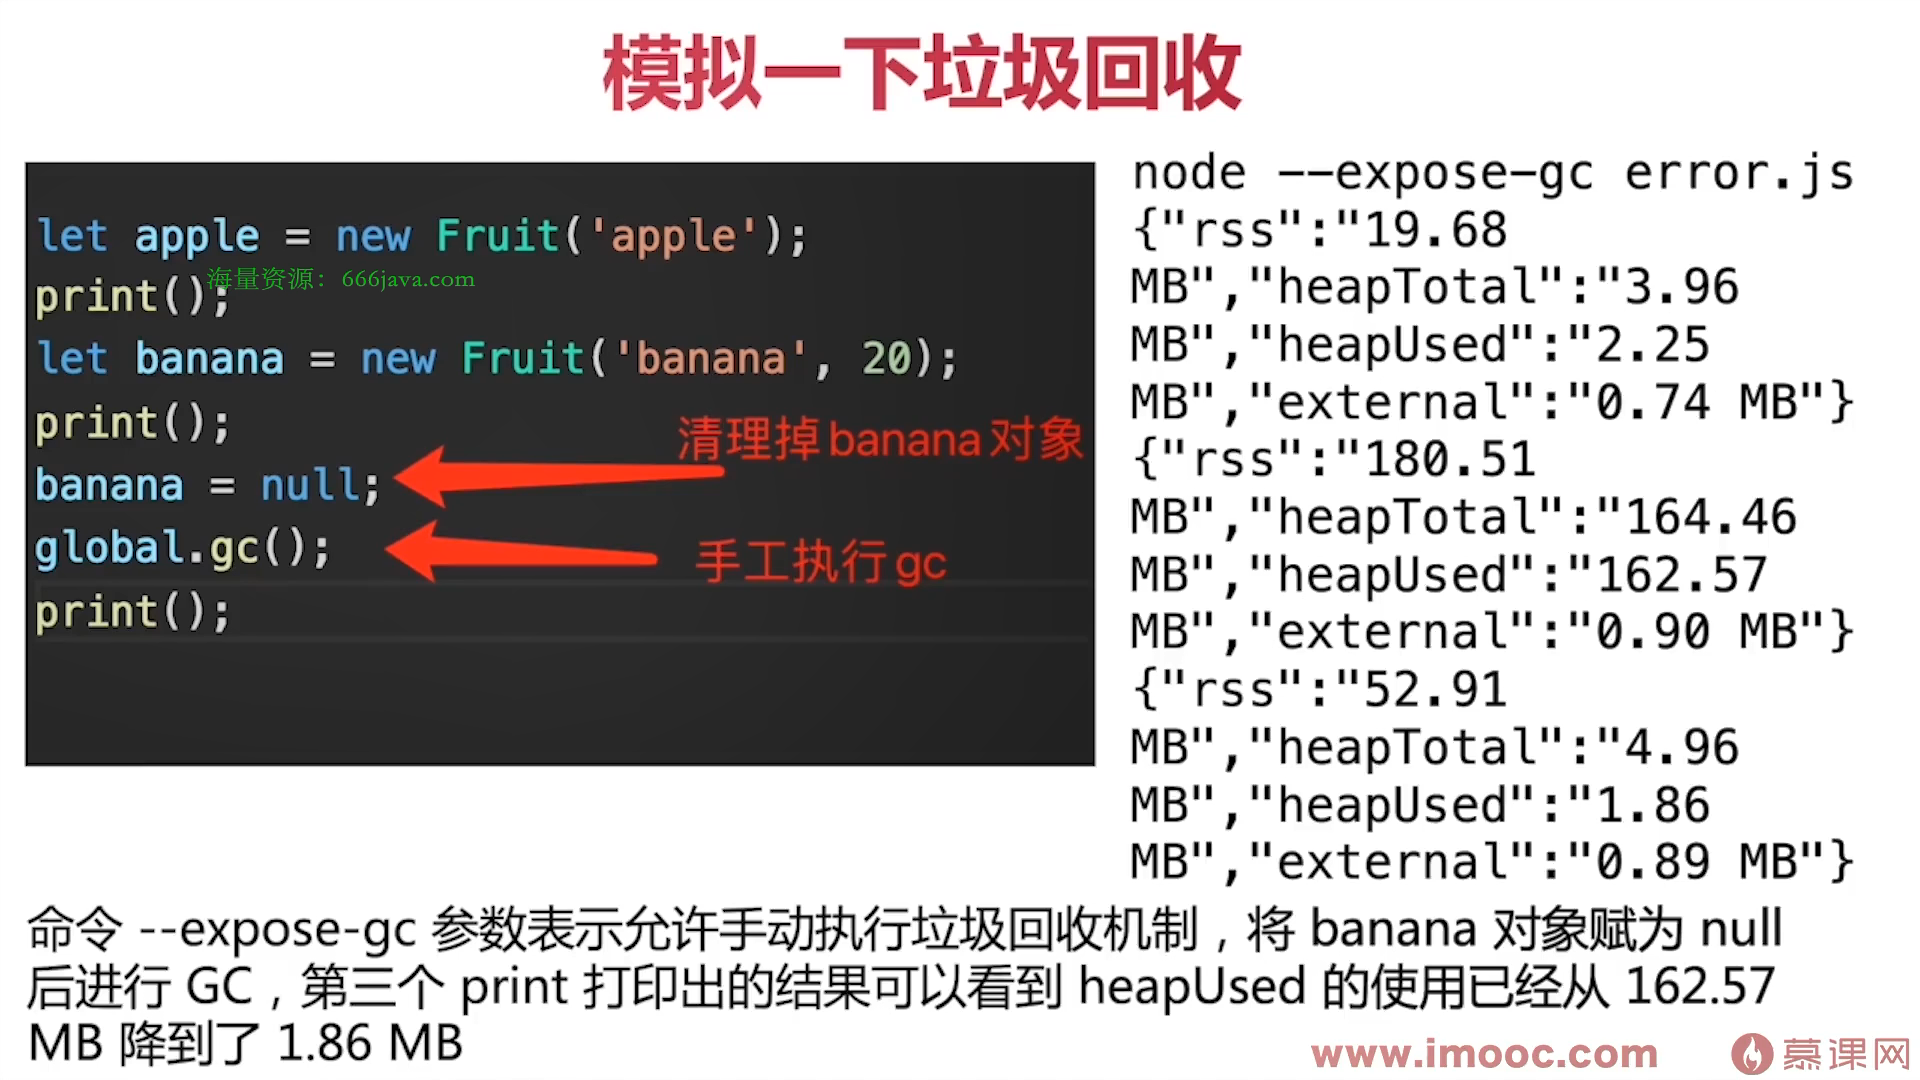 模拟一下垃圾回收
let apple = new Fruit('apple');
海量资源：666java.com
print();
let banana = new Fruit('banana', 20);
print();
清理掉banana对象
banana = null;
global.gc();
手工执行gc
print();
node --expose-gc error.js
{"rss":"19.68
MB","heapTotal":"3.96
MB","heapUsed":"2.25
MB","external":"0.74 MB"}
{"rss":"180.51
MB","heapTotal":"164.46
MB","heapUsed":"162.57
MB","external":"0.90 MB"}
{"rss":"52.91
MB","heapTotal":"4.96
MB","heapUsed":"1.86
MB","external":"0.89 MB"}
命令 --expose-gc 参数表示允许手动执行垃圾回收机制，将 banana 对象赋为 null
后进行 GC，第三个 print 打印出的结果可以看到 heapUsed 的使用已经从 162.57
MB 降到了 1.86 MB
www.imooc.com
慕课网